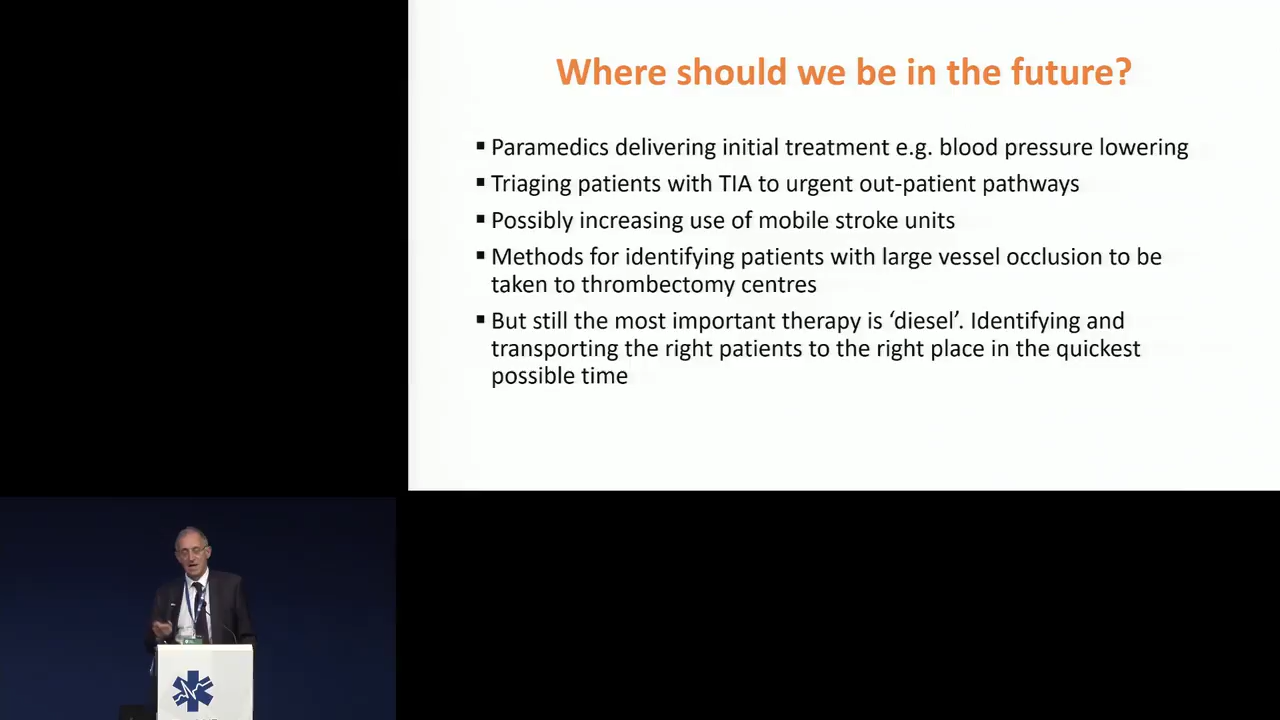 Where should we be in the future?
▪ Paramedics delivering initial treatment e.g. blood pressure lowering
▪ Triaging patients with TIA to urgent out-patient pathways
▪ Possibly increasing use of mobile stroke units
▪ Methods for identifying patients with large vessel occlusion to be
taken to thrombectomy centres
▪ But still the most important therapy is ‘diesel’. Identifying and
transporting the right patients to the right place in the quickest
possible time